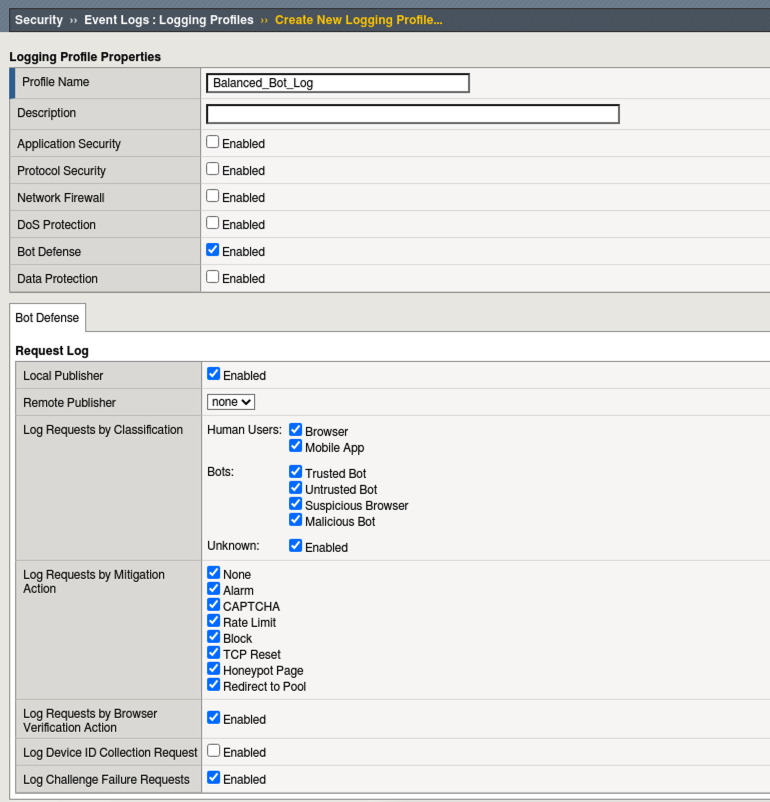 Security ›› Event Logs : Logging Profiles ›› Create New Logging Profile...
Logging Profile Properties
Profile Name Balanced_Bot_Log
Description
Application Security Enabled
Protocol Security Enabled
Network Firewall Enabled
DoS Protection Enabled
Bot Defense Enabled
Data Protection Enabled
Bot Defense
Request Log
Local Publisher Enabled
Remote Publisher none
Log Requests by Classification Human Users: Browser
Mobile App
Bots: Trusted Bot
Untrusted Bot
Suspicious Browser
Malicious Bot
Unknown: Enabled
Log Requests by Mitigation None
Action Alarm
CAPTCHA
Rate Limit
Block
TCP Reset
Honeypot Page
Redirect to Pool
Log Requests by Browser
Verification Action Enabled
Log Device ID Collection Request Enabled
Log Challenge Failure Requests Enabled